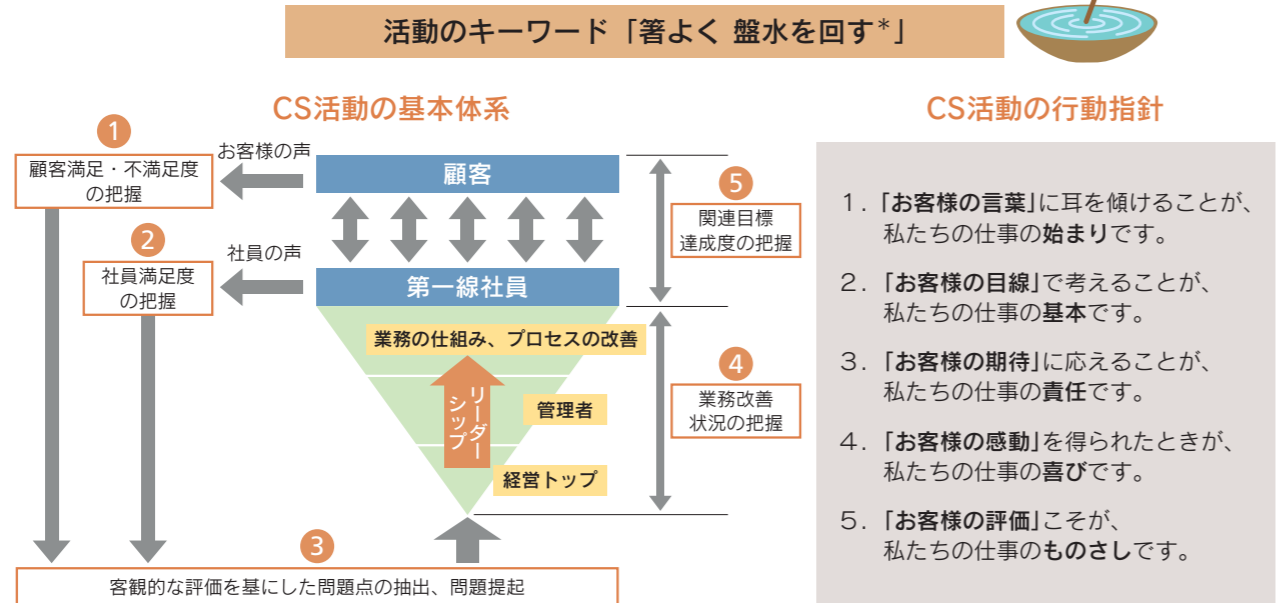 活動のキーワード「箸よく 盤水を回す*」
CS活動の基本体系
1
顧客満足・不満足度
の把握
お客様の声
顧客
2
社員満足度
の把握
社員の声
第一線社員
業務の仕組み、プロセスの改善
リーダー
シップ
管理者
経営トップ
5
関連目標
達成度の把握
4
業務改善
状況の把握
3
客観的な評価を基にした問題点の抽出、問題提起
CS活動の行動指針
1．「お客様の言葉」に耳を傾けることが、
私たちの仕事の始まりです。
2．「お客様の目線」で考えることが、
私たちの仕事の基本です。
3．「お客様の期待」に応えることが、
私たちの仕事の責任です。
4．「お客様の感動」を得られたときが、
私たちの仕事の喜びです。
5．「お客様の評価」こそが、
私たちの仕事のものさしです。